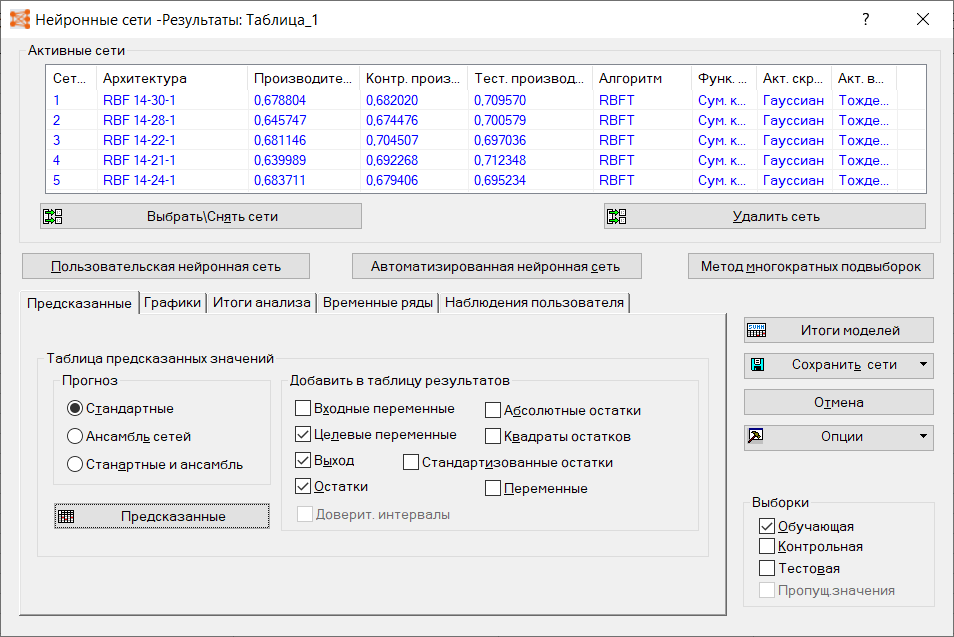 Нейронные сети -Результаты: Таблица_1 ?
Активные сети
Сет... Архитектура Производите... Контр. произ... Тест. производ... Алгоритм Функ. ... Акт. скр... Акт. в...
1 RBF 14-30-1 0,678804 0,682020 0,709570 RBFT Сум. к... Гауссиан Тожде...
2 RBF 14-28-1 0,645747 0,674476 0,700579 RBFT Сум. к... Гауссиан Тожде...
3 RBF 14-22-1 0,681146 0,704507 0,697036 RBFT Сум. к... Гауссиан Тожде...
4 RBF 14-21-1 0,639989 0,692268 0,712348 RBFT Сум. к... Гауссиан Тожде...
5 RBF 14-24-1 0,683711 0,679406 0,695234 RBFT Сум. к... Гауссиан Тожде...
Выбрать\Снять сети Удалить сеть
Пользовательская нейронная сеть Автоматизированная нейронная сеть Метод многократных подвыборок
Предсказанные Графики Итоги анализа Временные ряды Наблюдения пользователя
Таблица предсказанных значений
Прогноз
Стандартные
Ансамбль сетей
Стандартные и ансамбль
Предсказанные
Добавить в таблицу результатов
Входные переменные Абсолютные остатки
Целевые переменные Квадраты остатков
Выход Стандартизованные остатки
Остатки Переменные
Доверит. интервалы
Итоги моделей
Сохранить сети
Отмена
Опции
Выборки
Обучающая
Контрольная
Тестовая
Пропущ.значения